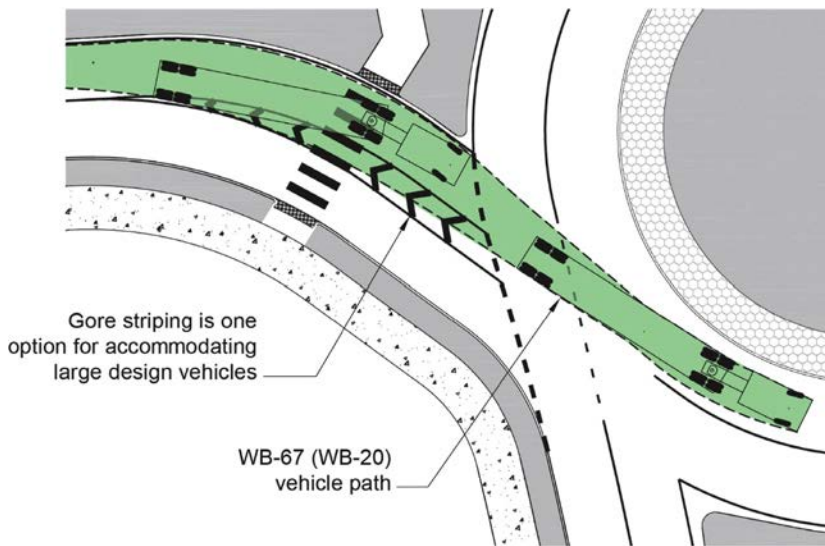 Gore striping is one
option for accommodating
large design vehicles
WB-67 (WB-20)
vehicle path